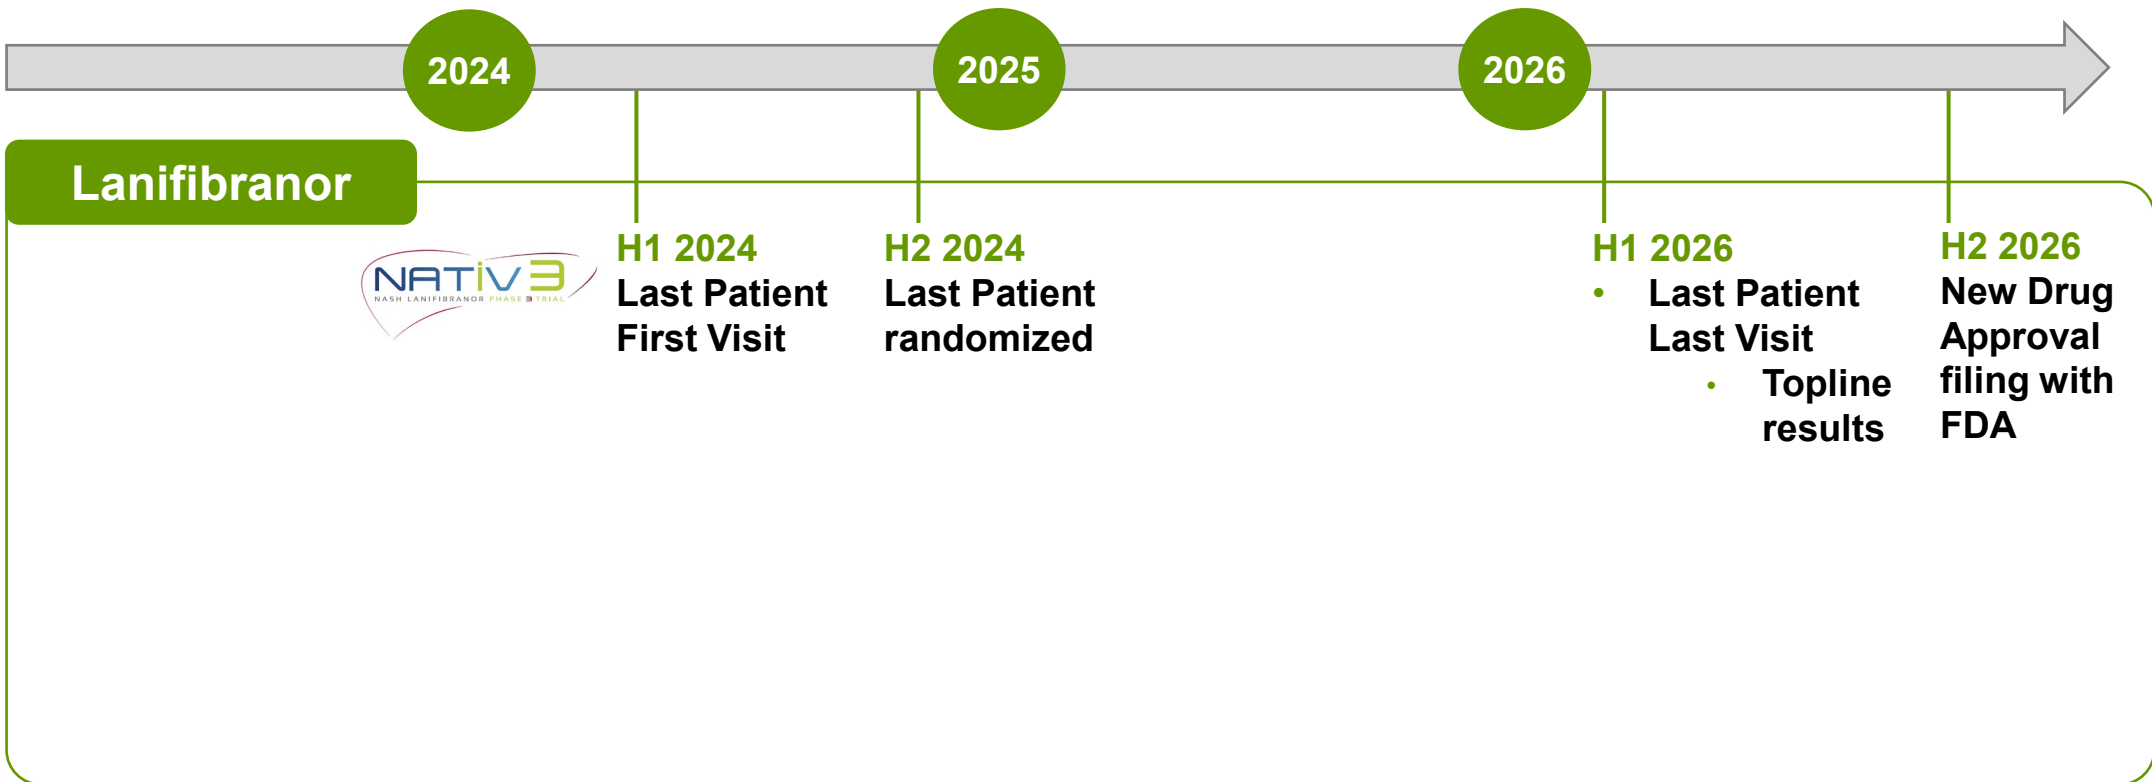 2024
2025
2026
Lanifibranor
NATiV3
NASH LANIFIBRANOR PHASE 3 TRIAL
H1 2024
Last Patient
First Visit
H2 2024
Last Patient
randomized
H1 2026
• Last Patient
Last Visit
• Topline
results
H2 2026
New Drug
Approval
filing with
FDA